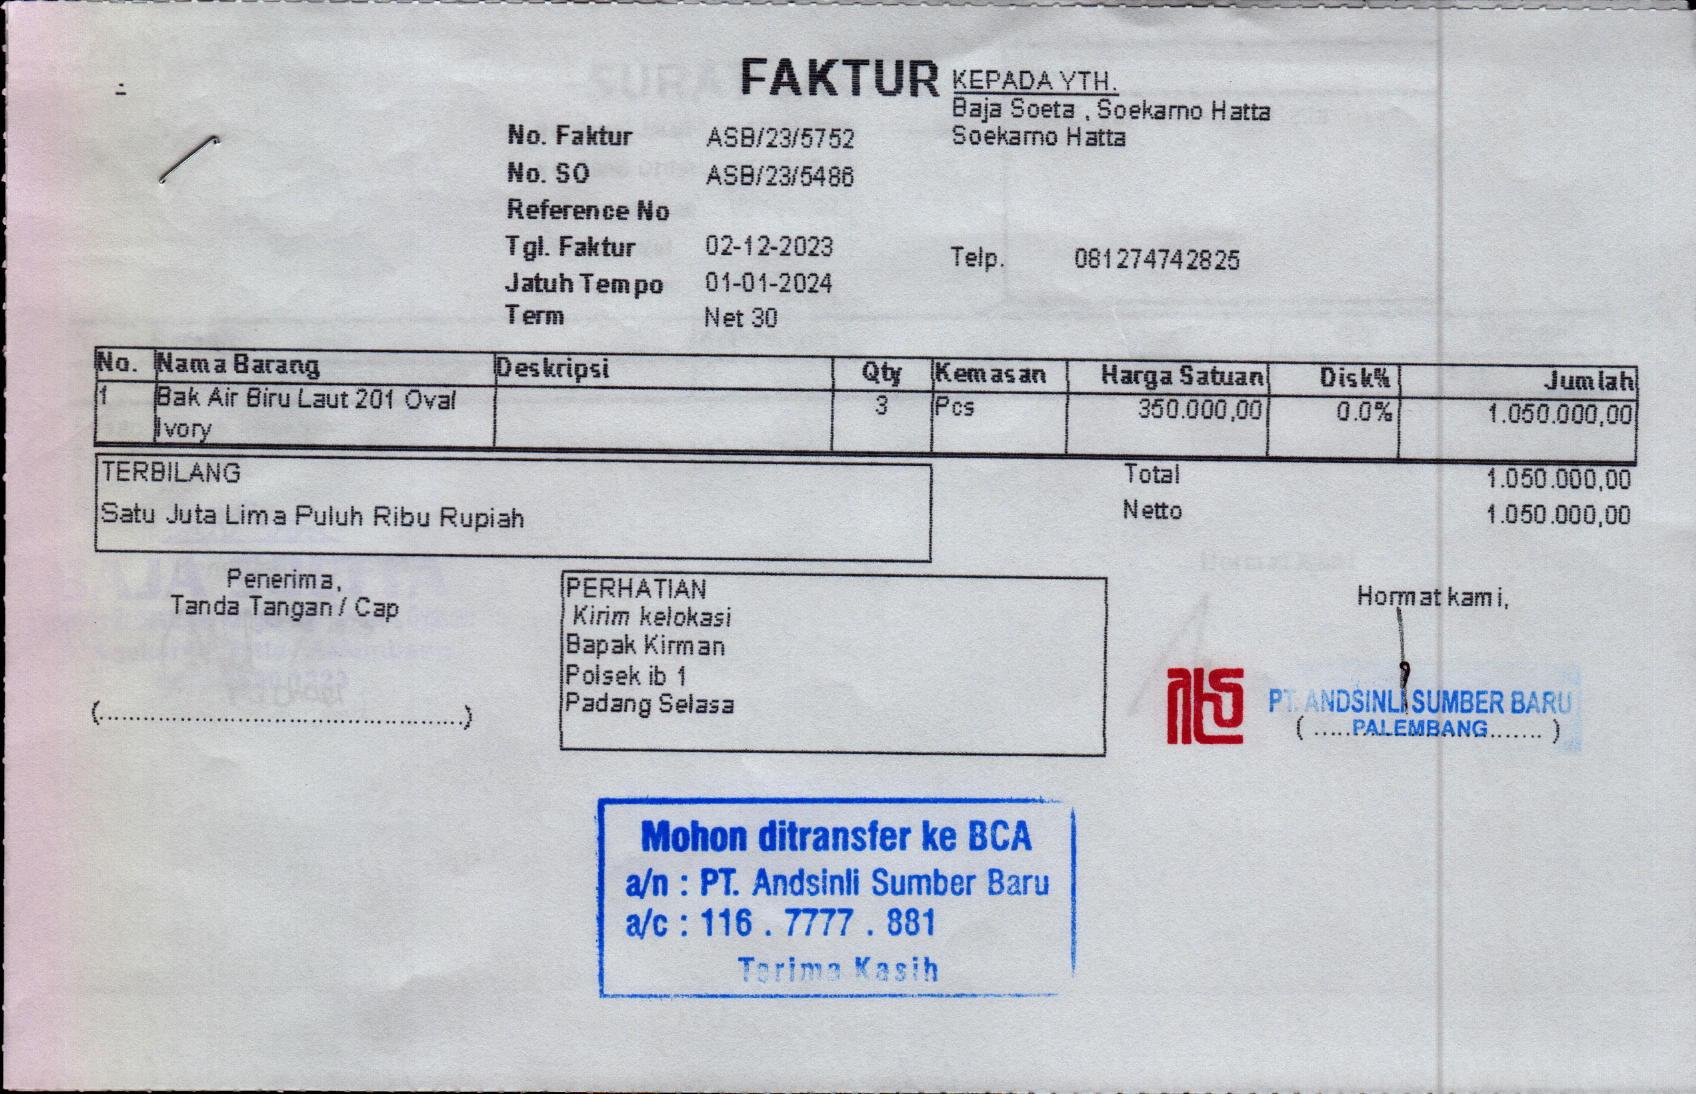 FAKTUR
KEPADA YTH.
Baja Soeta , Soekarno Hatta
Soekarno Hatta
No. Faktur ASB/23/5752
No. SO ASB/23/5486
Reference No
Tgl. Faktur 02-12-2023
Jatuh Tempo 01-01-2024
Term Net 30
Telp. 081274742825
No. Nama Barang Deskripsi Qty Kemasan Harga Satuan Disk% Jumlah
1 Bak Air Biru Laut 201 Oval 3 Pcs 350.000,00 0.0% 1.050.000,00
Ivory
TERBILANG
Satu Juta Lima Puluh Ribu Rupiah
Total 1.050.000,00
Netto 1.050.000,00
Penerima,
Tanda Tangan / Cap
(..............................................)
PERHATIAN
Kirim kelokasi
Bapak Kirman
Polsek ib 1
Padang Selasa
Hormat kami,
PT. ANDSINLI SUMBER BARU
(.....PALEMBANG.......)
Mohon ditransfer ke BCA
a/n : PT. Andsinli Sumber Baru
a/c : 116 . 7777 . 881
Terima Kasih